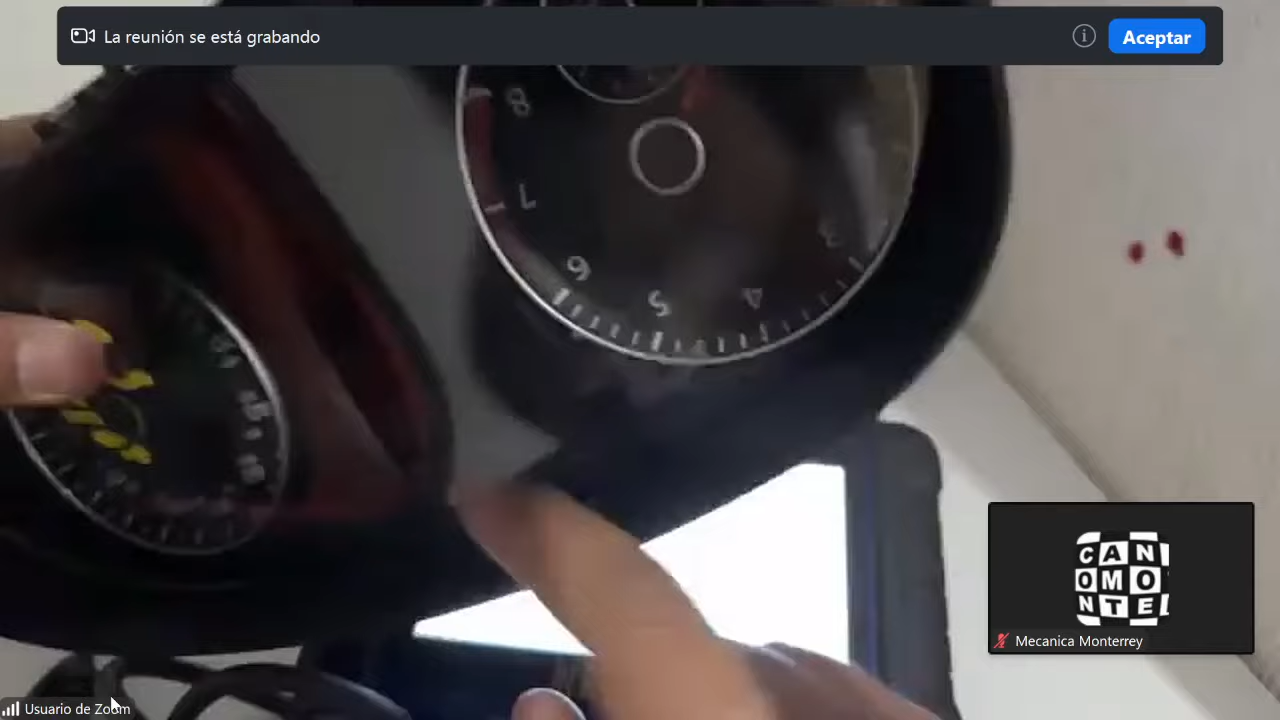 La reunión se está grabando
Aceptar
8
7
6
5
4
3
CAN
OMO
NTE
Mecanica Monterrey
Usuario de Zoom